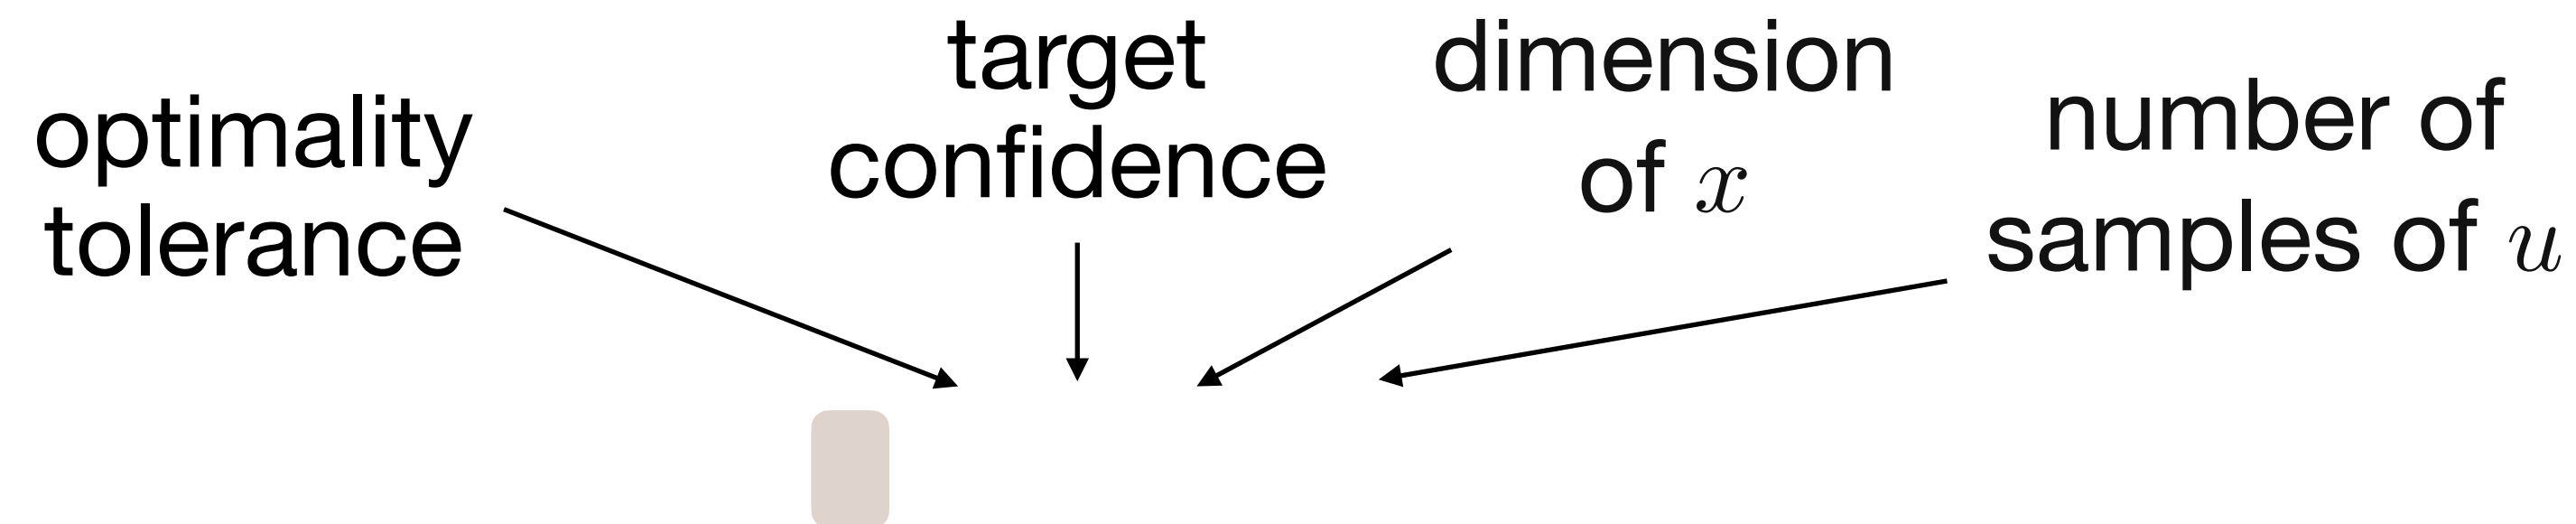 optimality
tolerance
target
confidence
dimension
of x
number of
samples of u